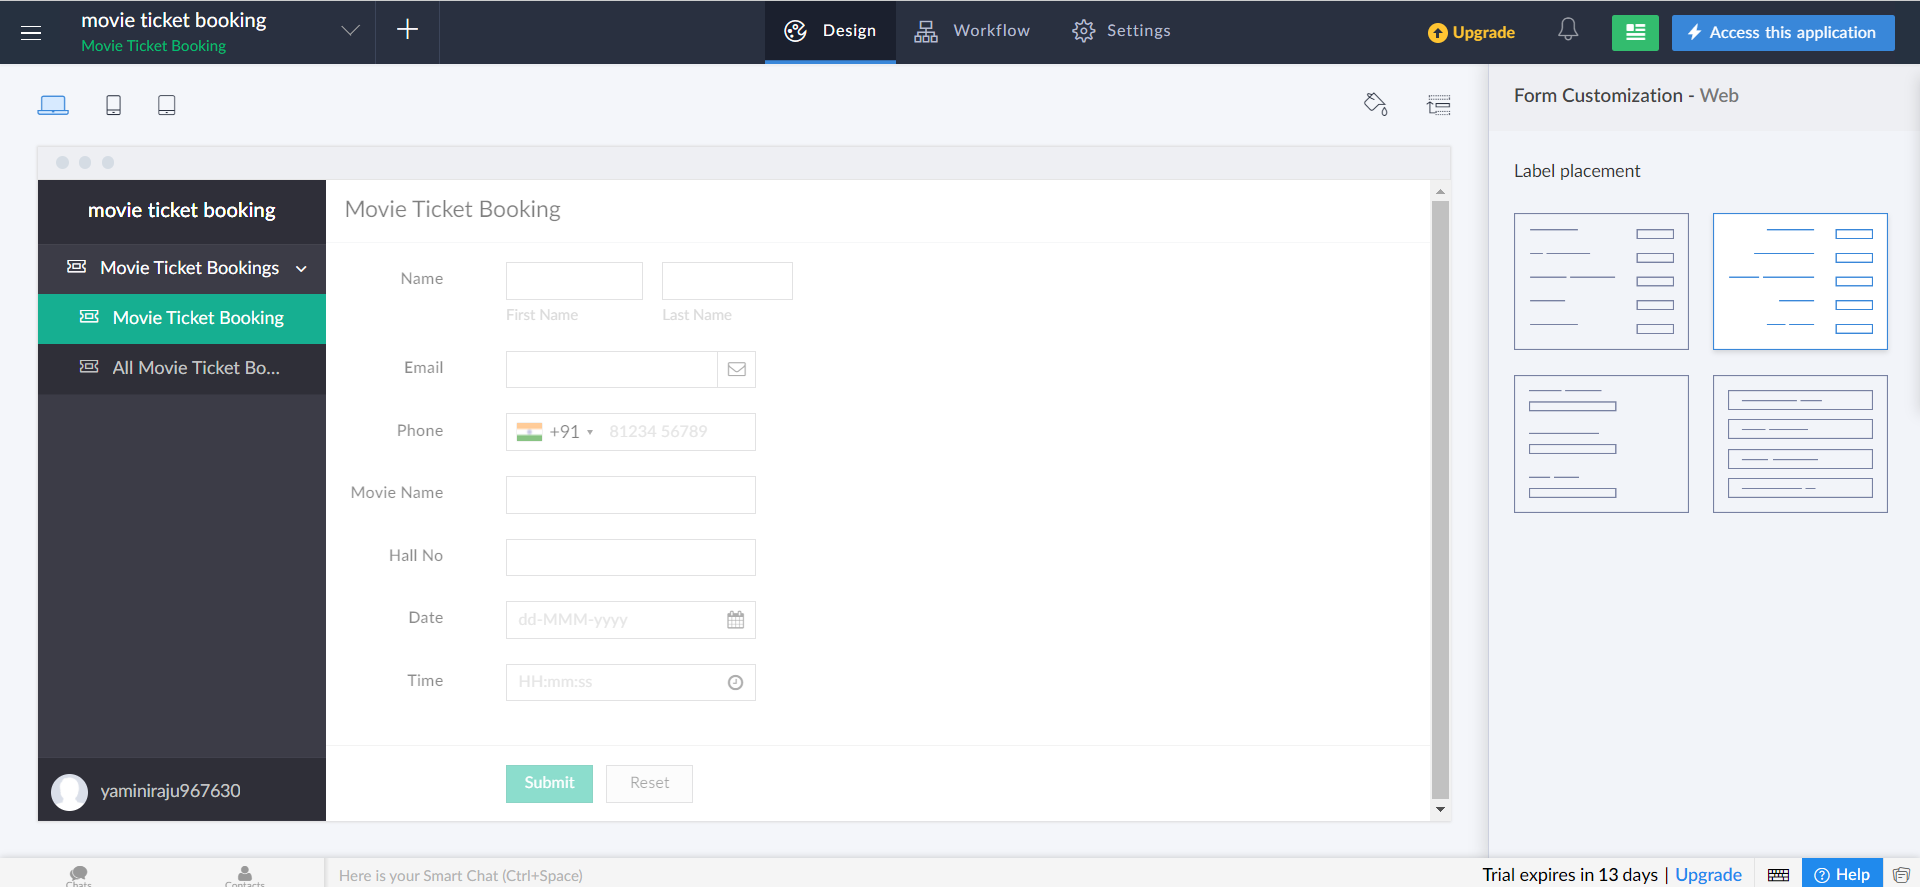 movie ticket booking
Movie Ticket Booking
Design
Workflow
Settings
Upgrade
Access this application
Form Customization - Web
Label placement
movie ticket booking
Movie Ticket Bookings
Movie Ticket Booking
All Movie Ticket Bo...
yaminiraju967630
Movie Ticket Booking
Name
First Name
Last Name
Email
Phone
+91
81234 56789
Movie Name
Hall No
Date
dd-MMM-yyyy
Time
HH:mm:ss
Submit
Reset
Chats
Contacts
Here is your Smart Chat (Ctrl+Space)
Trial expires in 13 days | Upgrade
Help